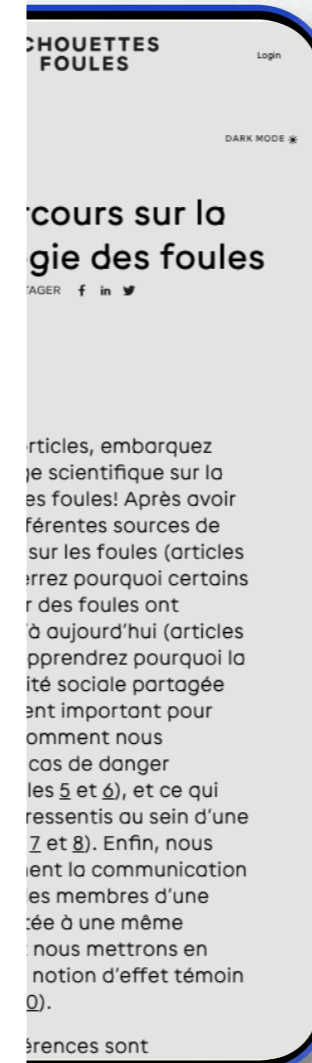 CHOUETTES
FOULES
Login
DARK MODE
cours sur la
gie des foules
TAGER
f in
rticles, embarquez
e scientifique sur la
es foules! Après avoir
férentes sources de
sur les foules (articles
errez pourquoi certains
r des foules ont
'à aujourd'hui (articles
pprendrez pourquoi la
ité sociale partagée
ent important pour
omment nous
cas de danger
les 5 et 6), et ce qui
ressentis au sein d'une
7 et 8). Enfin, nous
ent la communication
les membres d'une
tée à une même
nous mettrons en
notion d'effet témoin
0).
érences sont